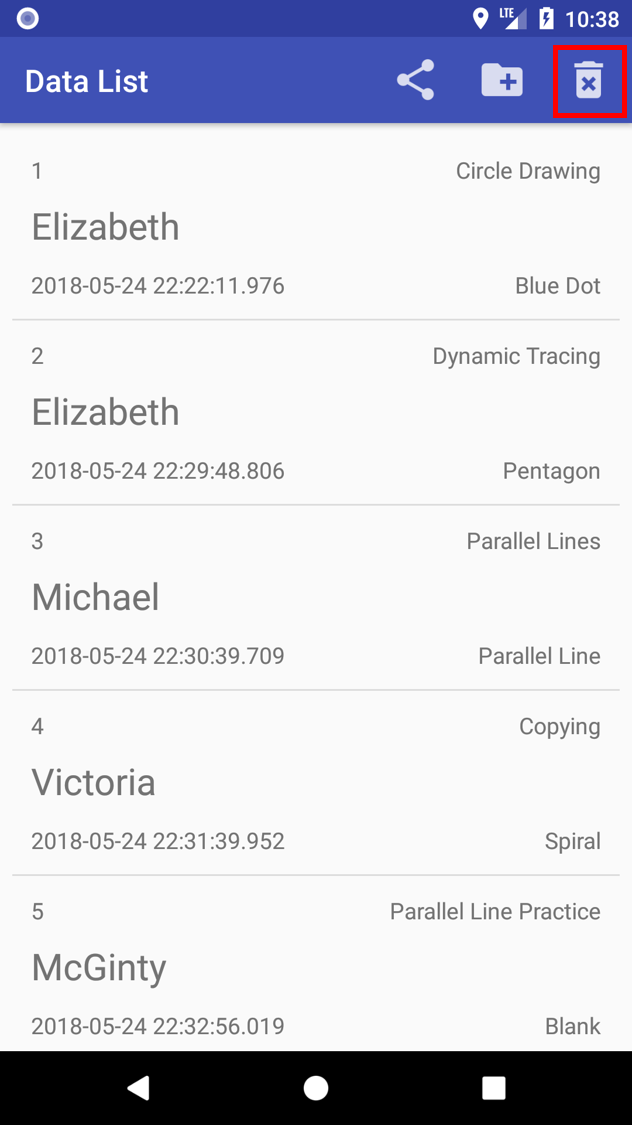 LTE 10:38
Data List
1 Circle Drawing
Elizabeth
2018-05-24 22:22:11.976 Blue Dot
2 Dynamic Tracing
Elizabeth
2018-05-24 22:29:48.806 Pentagon
3 Parallel Lines
Michael
2018-05-24 22:30:39.709 Parallel Line
4 Copying
Victoria
2018-05-24 22:31:39.952 Spiral
5 Parallel Line Practice
McGinty
2018-05-24 22:32:56.019 Blank